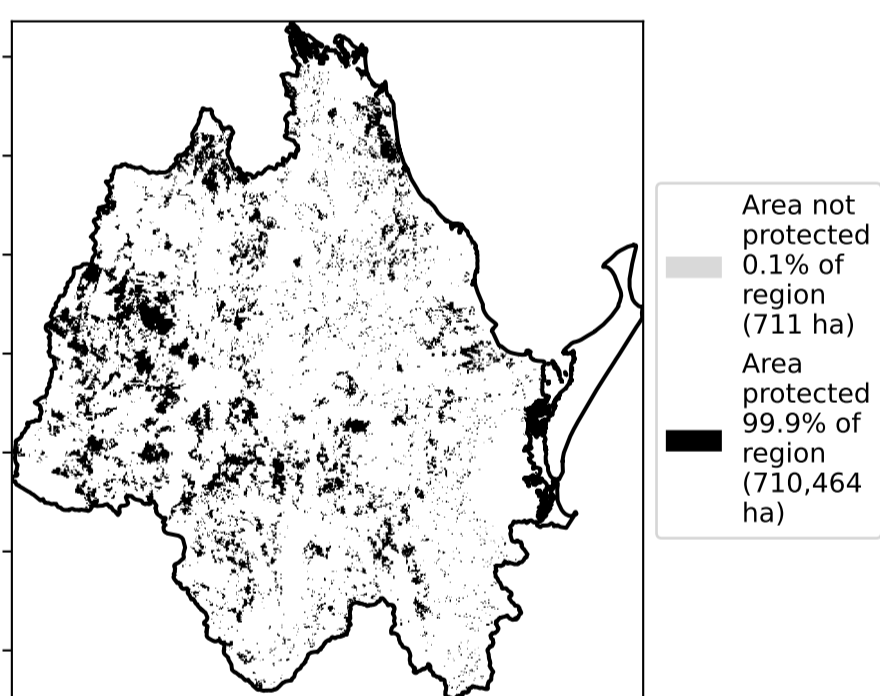 Area not
protected
0.1% of
region
(711 ha)
Area
protected
99.9% of
region
(710,464
ha)